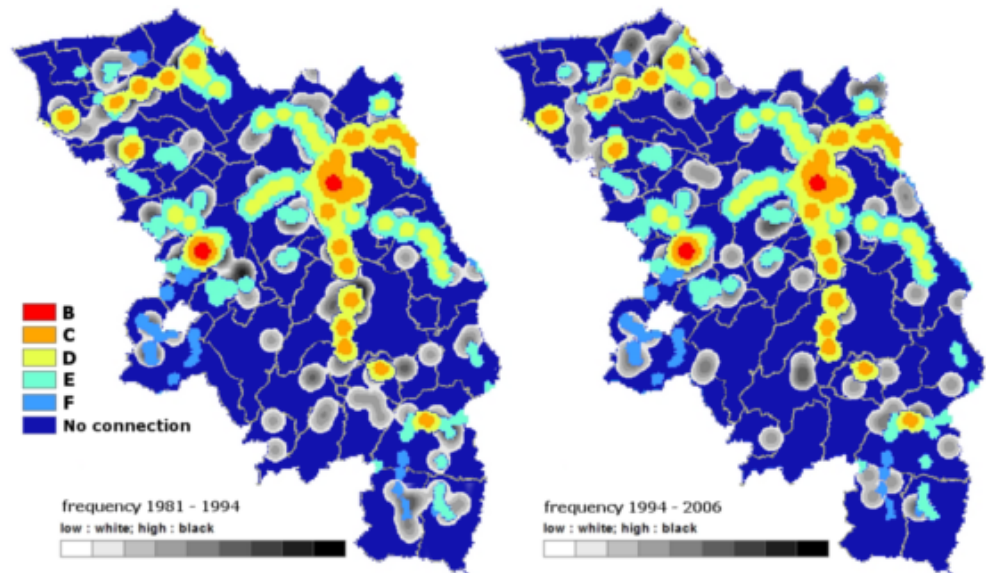 B
C
D
E
F
No connection
frequency 1981 - 1994
low : white; high : black
frequency 1994 - 2006
low : white; high : black